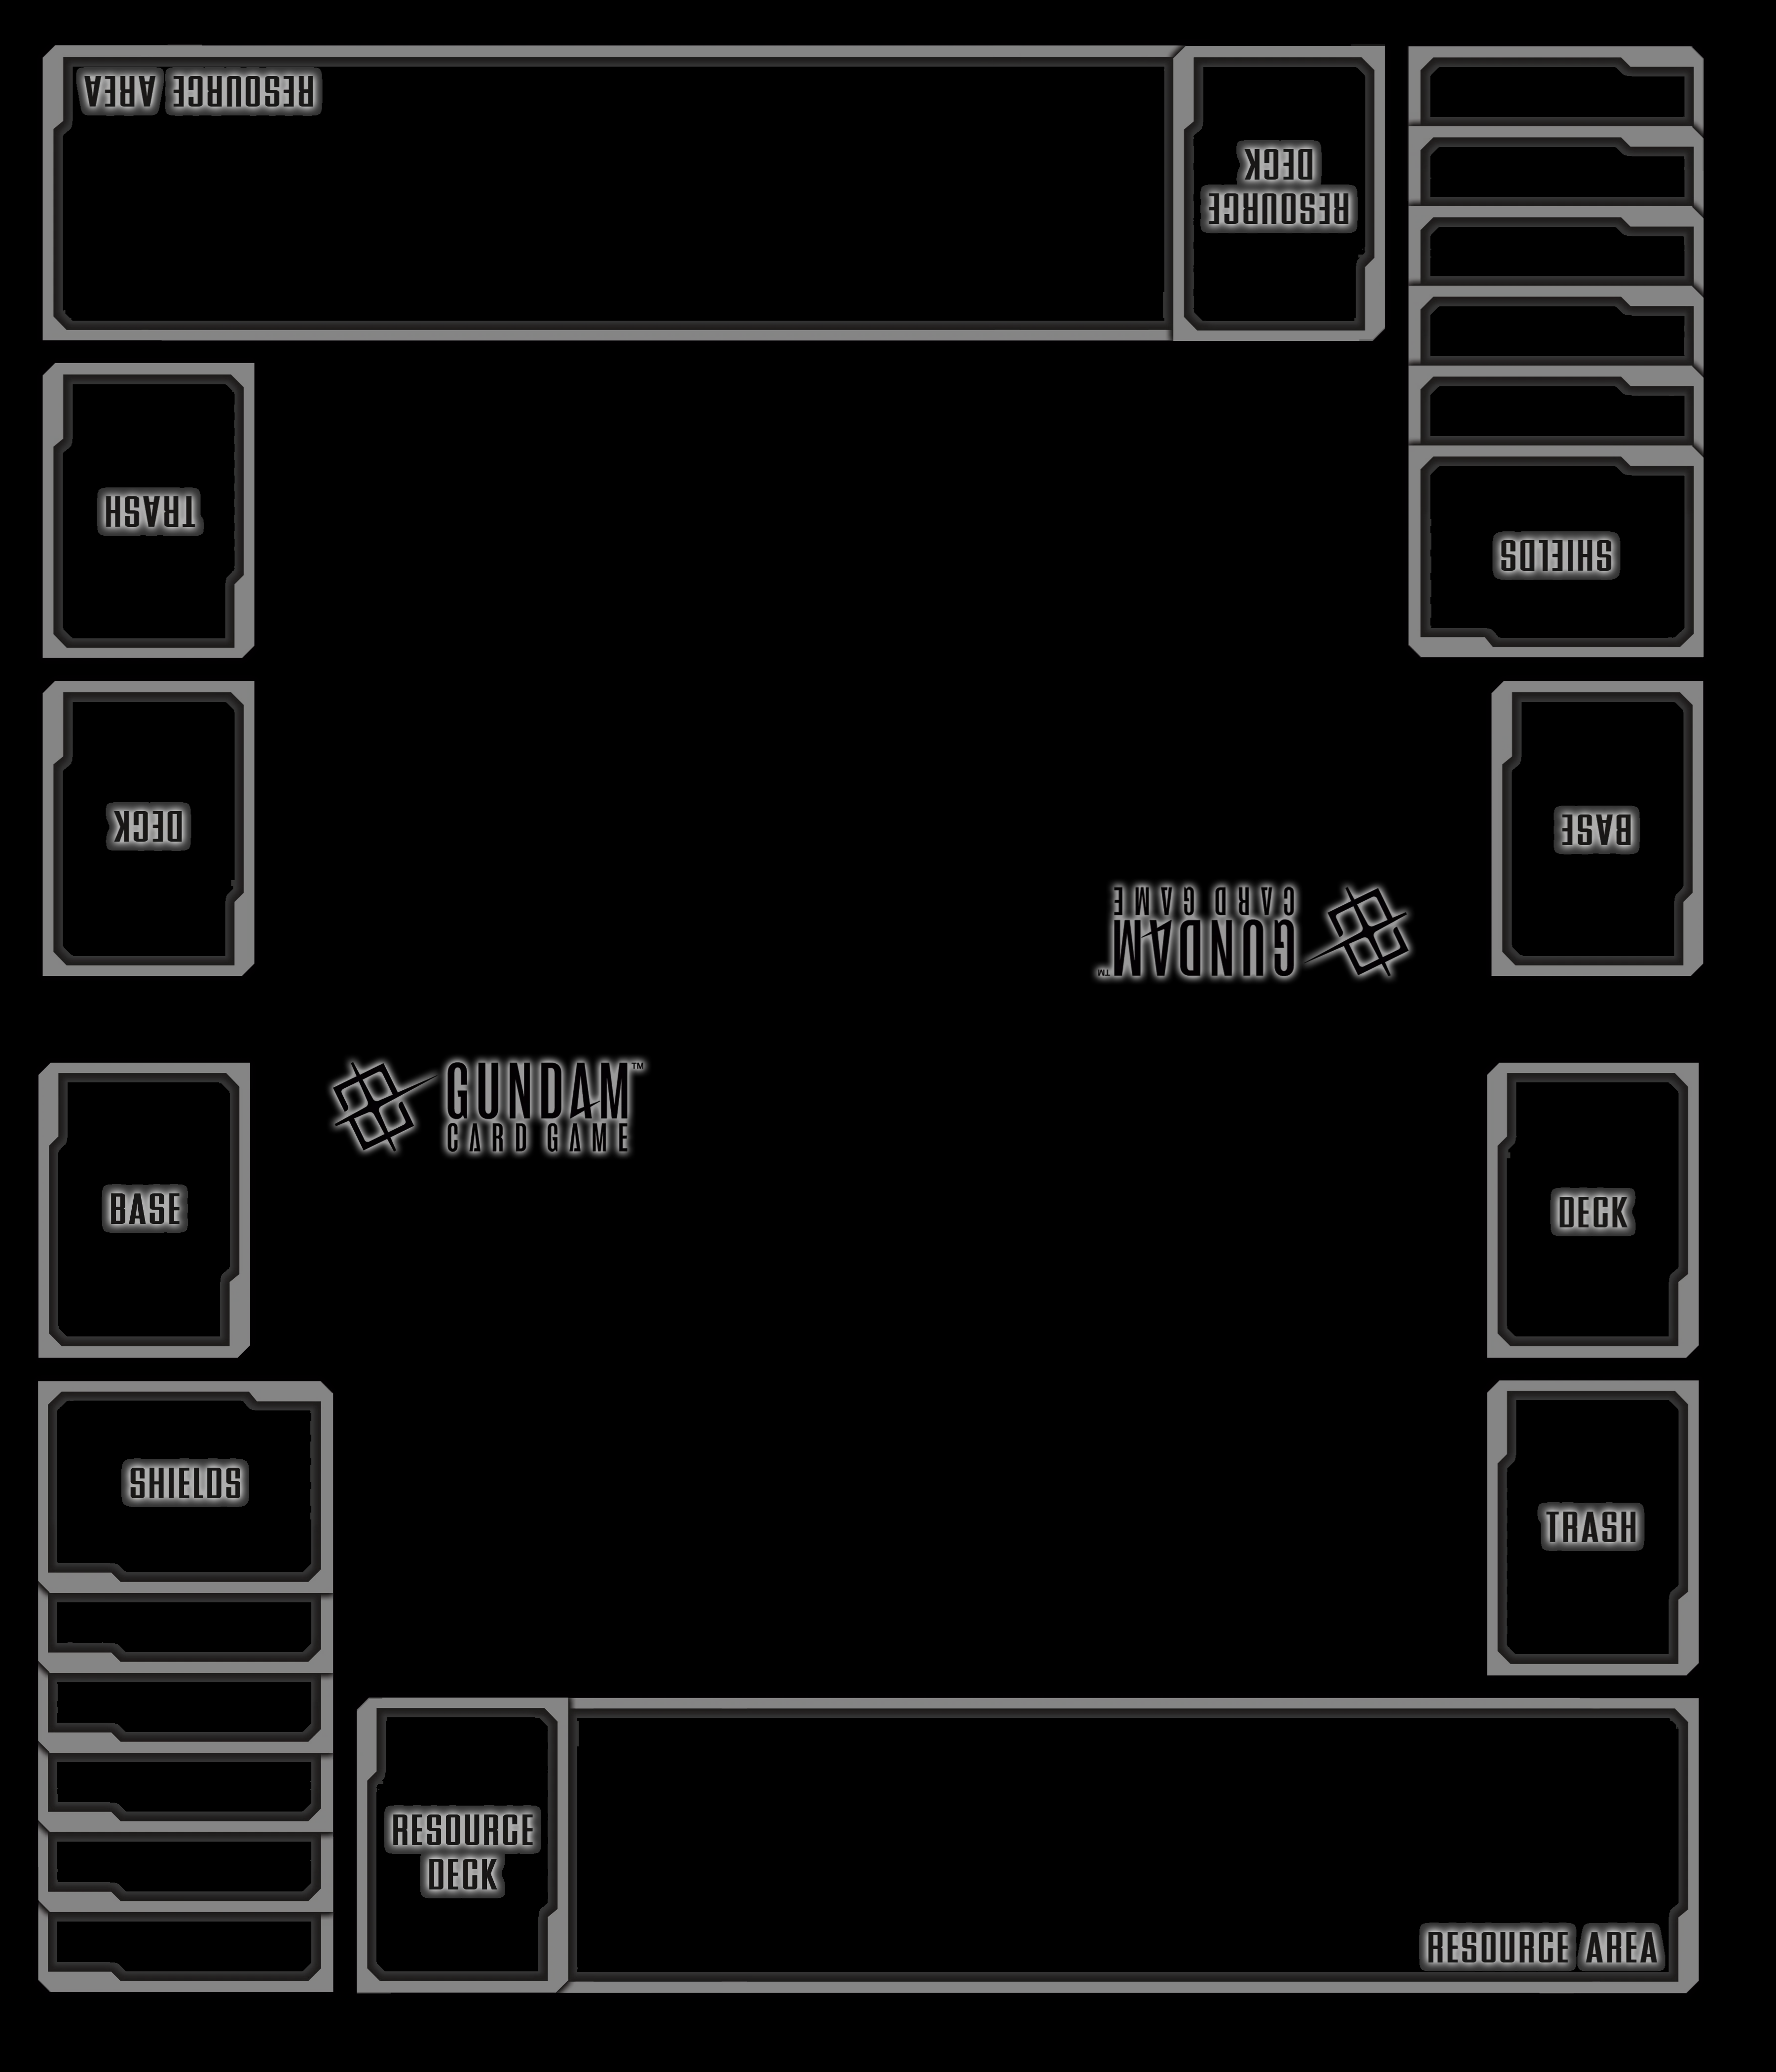 RESOURCE AREA
RESOURCE
DECK
TRASH
SHIELDS
DECK
BASE
GUNDAM™
CARD GAME
GUNDAM™
CARD GAME
BASE
DECK
SHIELDS
TRASH
RESOURCE
DECK
RESOURCE AREA